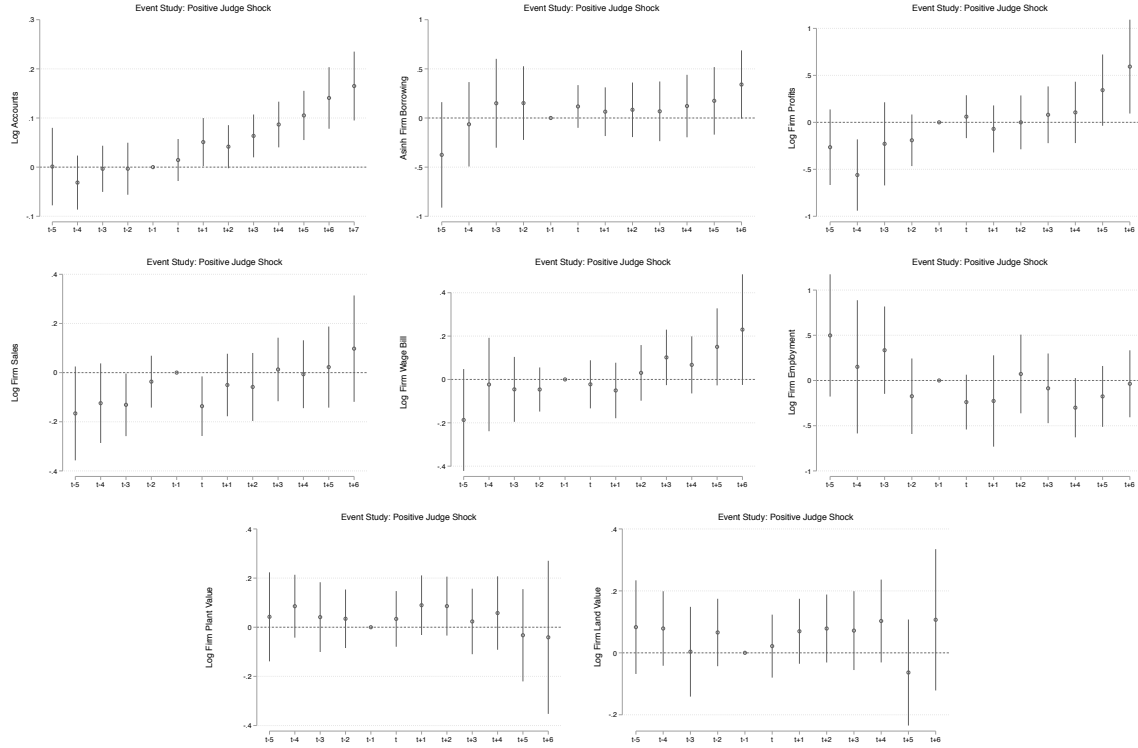 Event Study: Positive Judge Shock
Log Accounts
.3
.2
.1
0
-.1
t-5 t-4 t-3 t-2 t-1 t t+1 t+2 t+3 t+4 t+5 t+6 t+7
Event Study: Positive Judge Shock
Asinh Firm Borrowing
1
.5
0
-.5
-1
t-5 t-4 t-3 t-2 t-1 t t+1 t+2 t+3 t+4 t+5 t+6
Event Study: Positive Judge Shock
Log Firm Profits
1
.5
0
-.5
-1
t-5 t-4 t-3 t-2 t-1 t t+1 t+2 t+3 t+4 t+5 t+6
Event Study: Positive Judge Shock
Log Firm Sales
.4
.2
0
-.2
-.4
t-5 t-4 t-3 t-2 t-1 t t+1 t+2 t+3 t+4 t+5 t+6
Event Study: Positive Judge Shock
Log Firm Wage Bill
.4
.2
0
-.2
-.4
t-5 t-4 t-3 t-2 t-1 t t+1 t+2 t+3 t+4 t+5 t+6
Event Study: Positive Judge Shock
Log Firm Employment
1
.5
0
-.5
-1
t-5 t-4 t-3 t-2 t-1 t t+1 t+2 t+3 t+4 t+5 t+6
Event Study: Positive Judge Shock
Log Firm Plant Value
.4
.2
0
-.2
-.4
t-5 t-4 t-3 t-2 t-1 t t+1 t+2 t+3 t+4 t+5 t+6
Event Study: Positive Judge Shock
Log Firm Land Value
.4
.2
0
-.2
t-5 t-4 t-3 t-2 t-1 t t+1 t+2 t+3 t+4 t+5 t+6